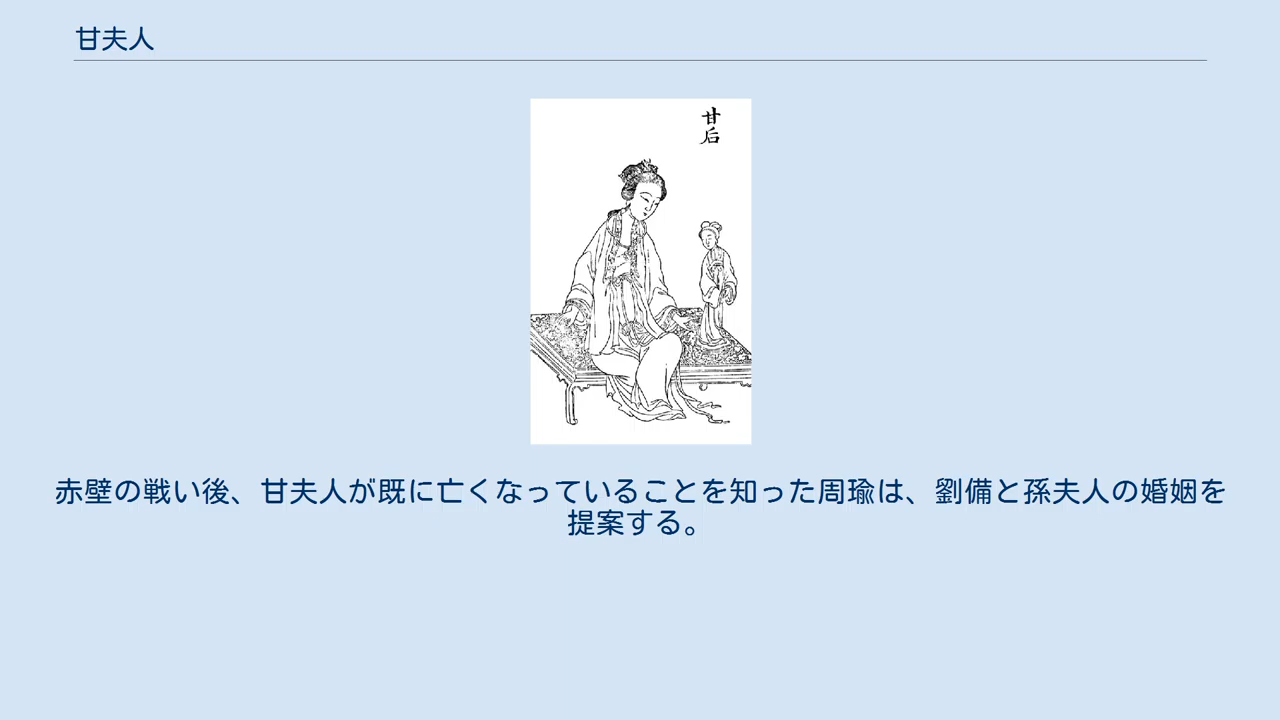 甘夫人
甘后
赤壁の戦い後、甘夫人が既に亡くなっていることを知った周瑜は、劉備と孫夫人の婚姻を
提案する。